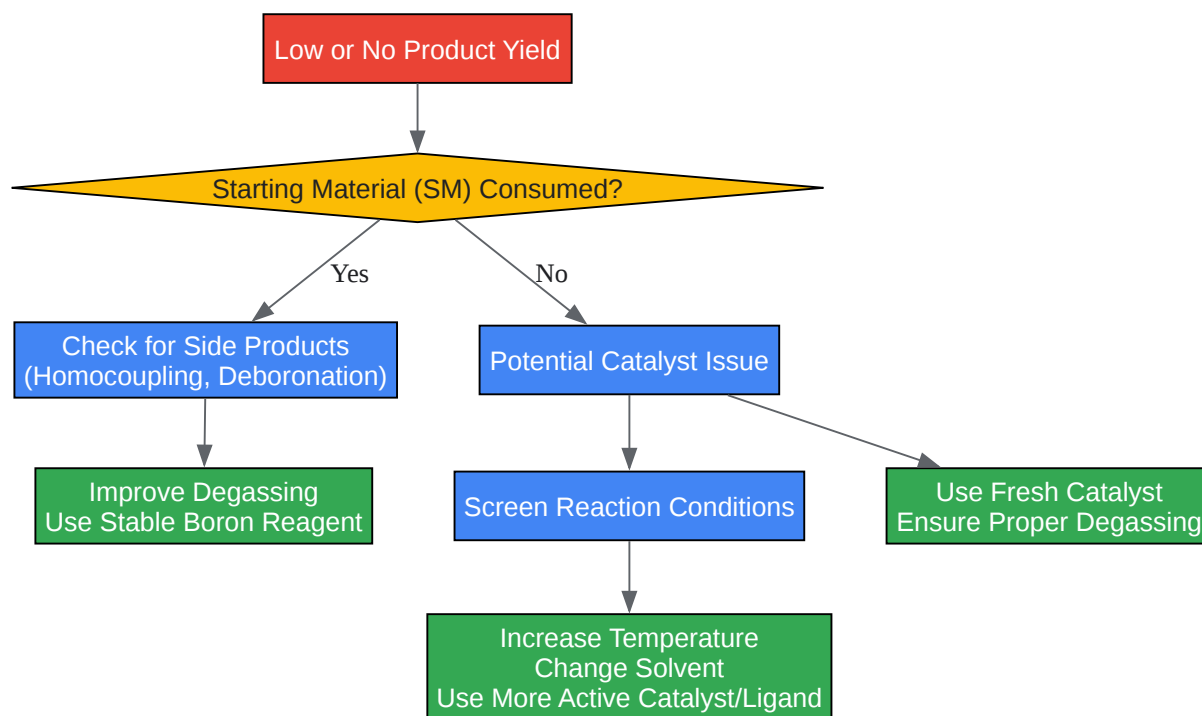 Low or No Product Yield
Starting Material (SM) Consumed?
Yes
No
Check for Side Products
(Homocoupling, Deboronation)
Potential Catalyst Issue
Improve Degassing
Use Stable Boron Reagent
Screen Reaction Conditions
Use Fresh Catalyst
Ensure Proper Degassing
Increase Temperature
Change Solvent
Use More Active Catalyst/Ligand